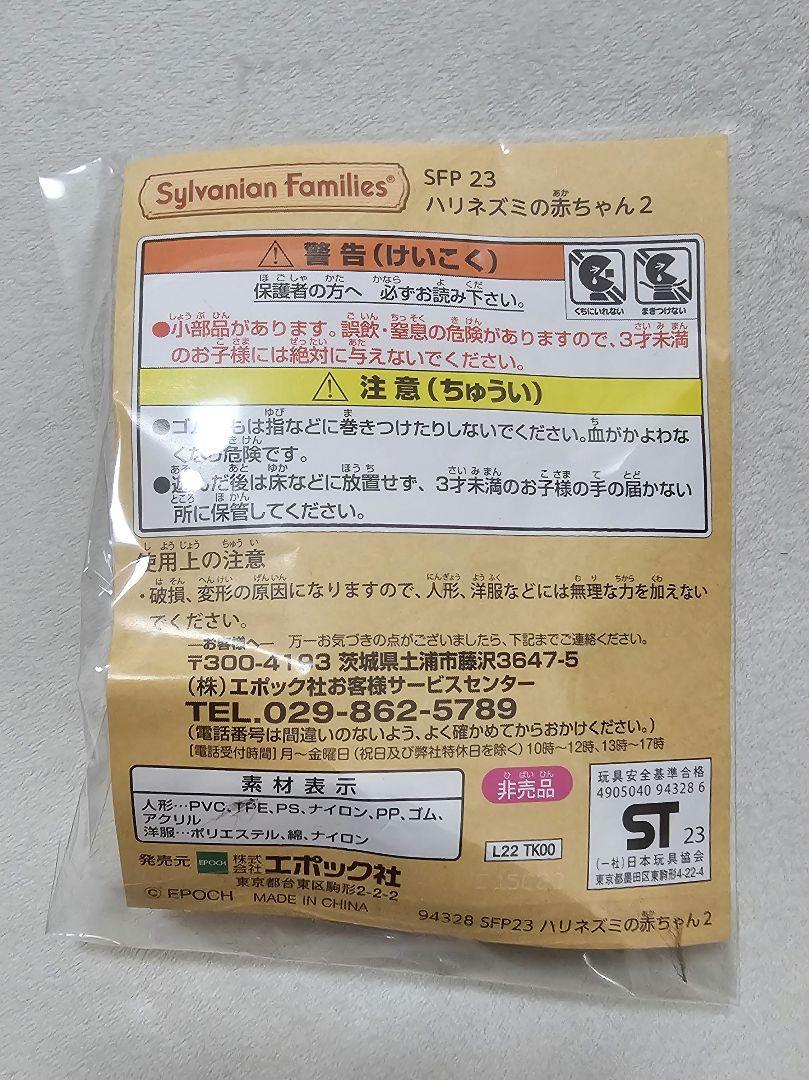 Sylvanian Families®
SFP 23
ハリネズミの赤ちゃん2
警告(けいこく)
保護者の方へ 必ずお読み下さい。
くちにいれない
まきつけない
●小部品があります。誤飲・窒息の危険がありますので、3才未満
のお子様には絶対に与えないでください。
注意(ちゅうい)
は指などに巻きつけたりしないでください。血がかよわな
危険です。
だ後は床などに放置せず、3才未満のお子様の手の届かない
所に保管してください。
使用上の注意
・破損、変形の原因になりますので、人形、洋服などには無理な力を加えない
でください。
―お客様へ― 万一お気づきの点がございましたら、下記までご連絡ください。
〒300-4193 茨城県土浦市藤沢3647-5
(株)エポック社お客様サービスセンター
TEL.029-862-5789
(電話番号は間違いのないよう、よく確かめてからおかけください。)
[電話受付時間]月~金曜日(祝日及び弊社特休日を除く)10時~12時、13時~17時
素材表示
人形…PVC、TPE、PS、ナイロン、PP、ゴム、
アクリル
洋服…ポリエステル、綿、ナイロン
非売品
L22 TK00
玩具安全基準合格
4905040 94328 6
ST 23
(一社)日本玩具協会
東京都墨田区東駒形4-22-4
発売元 EPOCH 株式会社 エポック社
東京都台東区駒形2-2-2
© EPOCH MADE IN CHINA
94328 SFP23 ハリネズミの赤ちゃん2